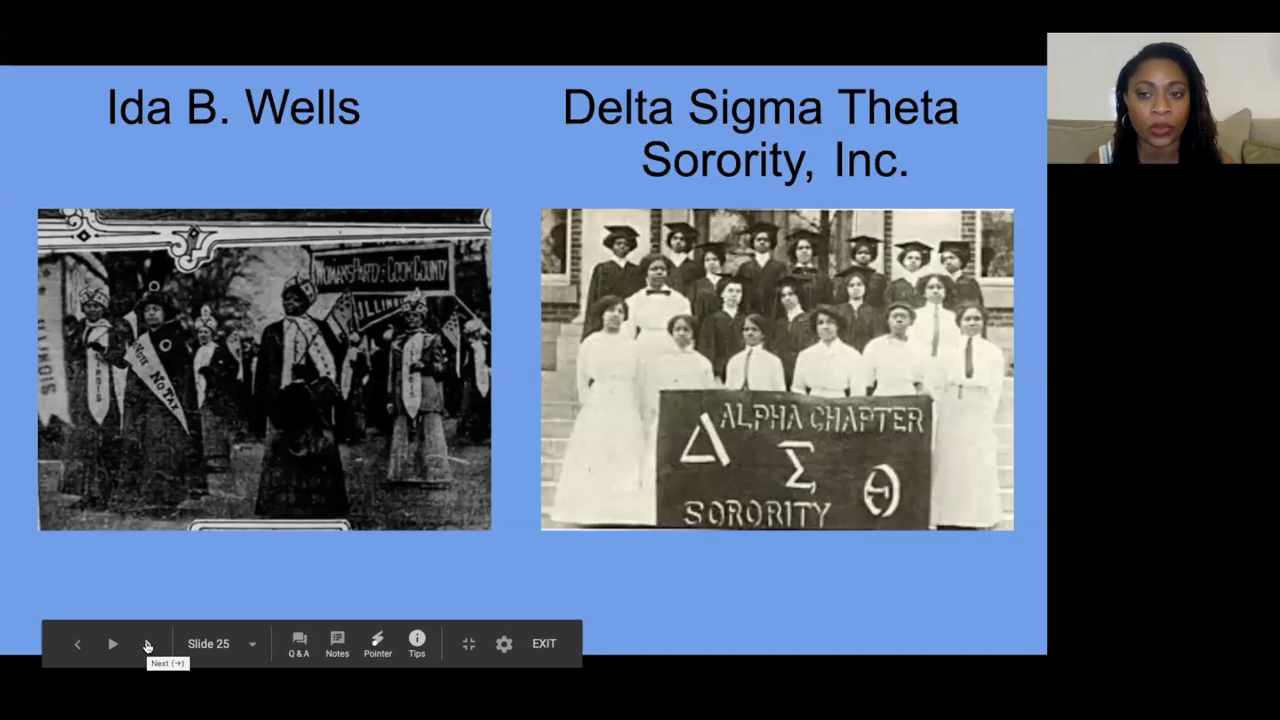 Ida B. Wells
Delta Sigma Theta
Sorority, Inc.
WOMAN'S PARTY : COOK COUNTY
ILLINOIS
VOTE NO TAX
ALPHA CHAPTER
Δ
Σ
Θ
SORORITY
Slide 25
Q & A
Notes
Pointer
Tips
EXIT
Next (→)